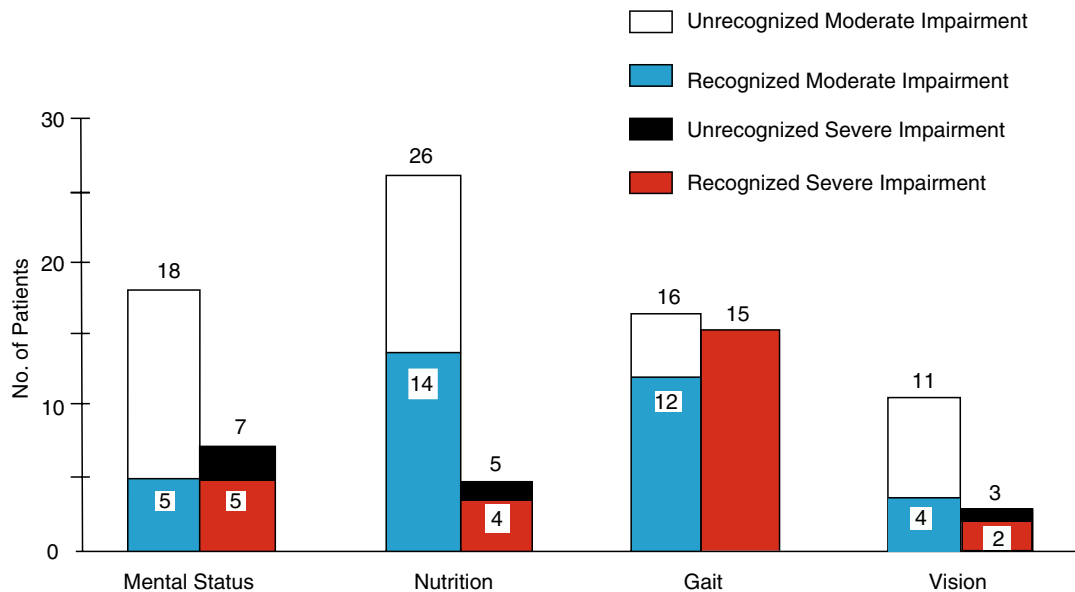 Unrecognized Moderate Impairment
Recognized Moderate Impairment
Unrecognized Severe Impairment
Recognized Severe Impairment
No. of Patients
30
20
10
0
18
5
7
5
26
14
5
4
16
12
15
11
4
3
2
Mental Status
Nutrition
Gait
Vision